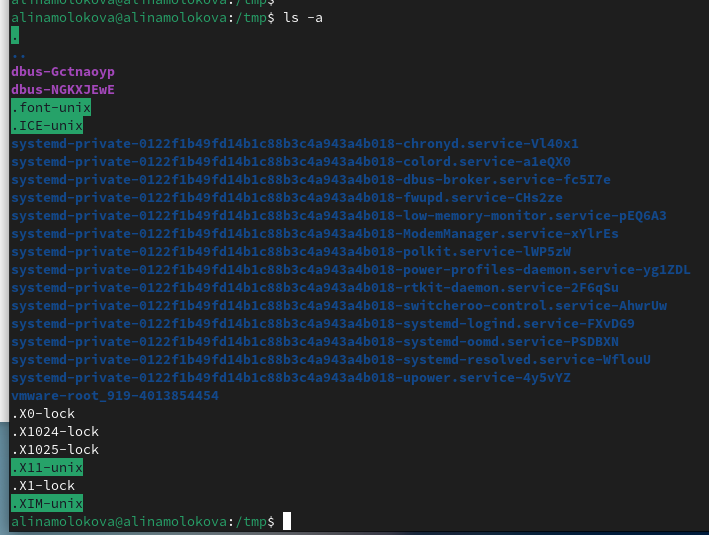 alinamolokova@alinamolokova:/tmp$
alinamolokova@alinamolokova:/tmp$ ls -a
.
..
dbus-Gctnaoyp
dbus-NGKXJEwE
.font-unix
.ICE-unix
systemd-private-0122f1b49fd14b1c88b3c4a943a4b018-chronyd.service-Vl40x1
systemd-private-0122f1b49fd14b1c88b3c4a943a4b018-colord.service-a1eQX0
systemd-private-0122f1b49fd14b1c88b3c4a943a4b018-dbus-broker.service-fc5I7e
systemd-private-0122f1b49fd14b1c88b3c4a943a4b018-fwupd.service-CHs2ze
systemd-private-0122f1b49fd14b1c88b3c4a943a4b018-low-memory-monitor.service-pEQ6A3
systemd-private-0122f1b49fd14b1c88b3c4a943a4b018-ModemManager.service-xYlrEs
systemd-private-0122f1b49fd14b1c88b3c4a943a4b018-polkit.service-lWP5zW
systemd-private-0122f1b49fd14b1c88b3c4a943a4b018-power-profiles-daemon.service-yg1ZDL
systemd-private-0122f1b49fd14b1c88b3c4a943a4b018-rtkit-daemon.service-2F6qSu
systemd-private-0122f1b49fd14b1c88b3c4a943a4b018-switcheroo-control.service-AhwrUw
systemd-private-0122f1b49fd14b1c88b3c4a943a4b018-systemd-logind.service-FXvDG9
systemd-private-0122f1b49fd14b1c88b3c4a943a4b018-systemd-oomd.service-PSDBXN
systemd-private-0122f1b49fd14b1c88b3c4a943a4b018-systemd-resolved.service-WflouU
systemd-private-0122f1b49fd14b1c88b3c4a943a4b018-upower.service-4y5vYZ
vmware-root_919-4013854454
.X0-lock
.X1024-lock
.X1025-lock
.X11-unix
.X1-lock
.XIM-unix
alinamolokova@alinamolokova:/tmp$